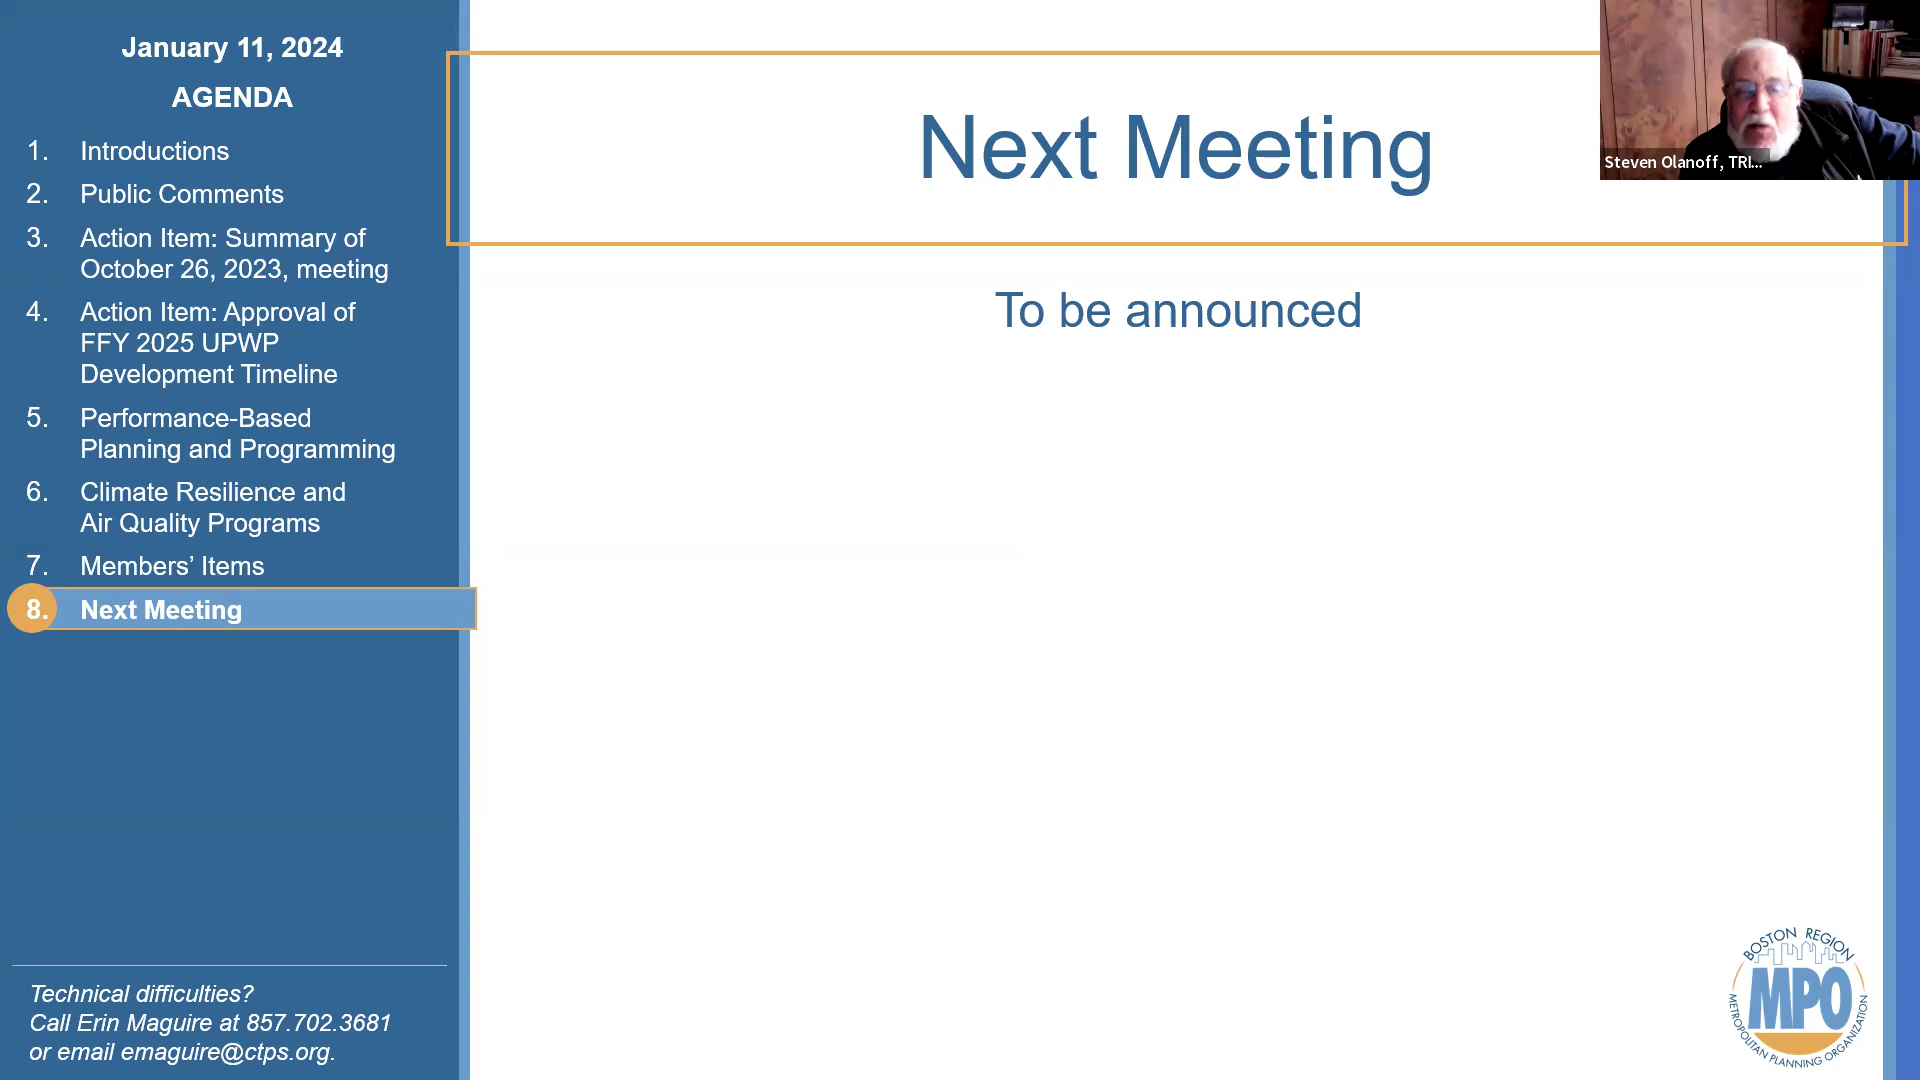 January 11, 2024
AGENDA
1. Introductions
2. Public Comments
3. Action Item: Summary of
October 26, 2023, meeting
4. Action Item: Approval of
FFY 2025 UPWP
Development Timeline
5. Performance-Based
Planning and Programming
6. Climate Resilience and
Air Quality Programs
7. Members’ Items
8. Next Meeting
Technical difficulties?
Call Erin Maguire at 857.702.3681
or email emaguire@ctps.org.
Next Meeting
To be announced
Steven Olanoff, TRI...
BOSTON REGION
MPO
METROPOLITAN PLANNING ORGANIZATION